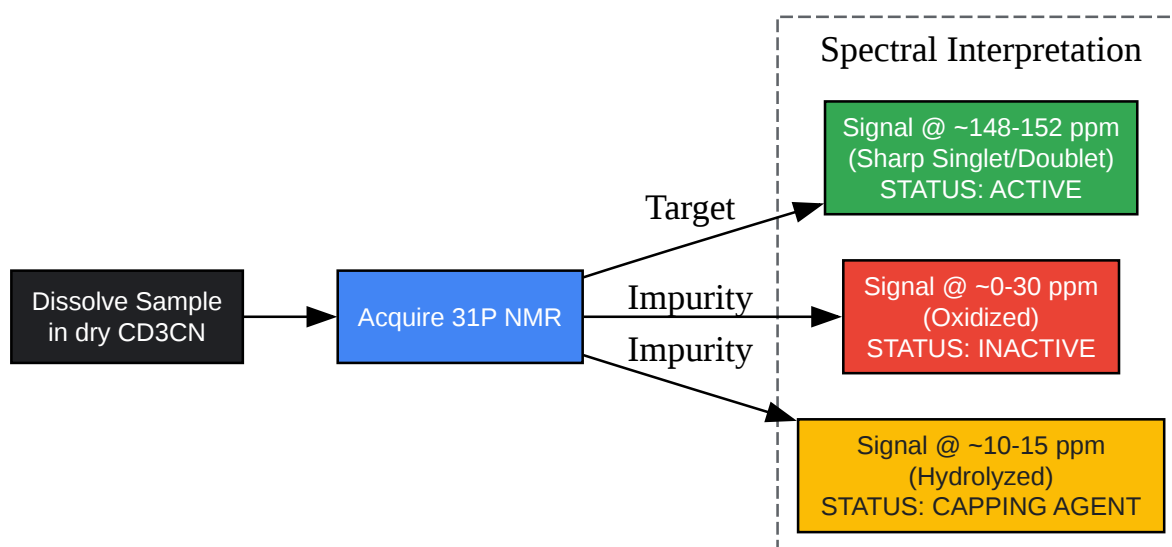 Spectral Interpretation
Signal @ ~148-152 ppm
(Sharp Singlet/Doublet)
STATUS: ACTIVE
Target
Dissolve Sample
in dry CD3CN
Acquire 31P NMR
Impurity
Signal @ ~0-30 ppm
(Oxidized)
STATUS: INACTIVE
Impurity
Signal @ ~10-15 ppm
(Hydrolyzed)
STATUS: CAPPING AGENT